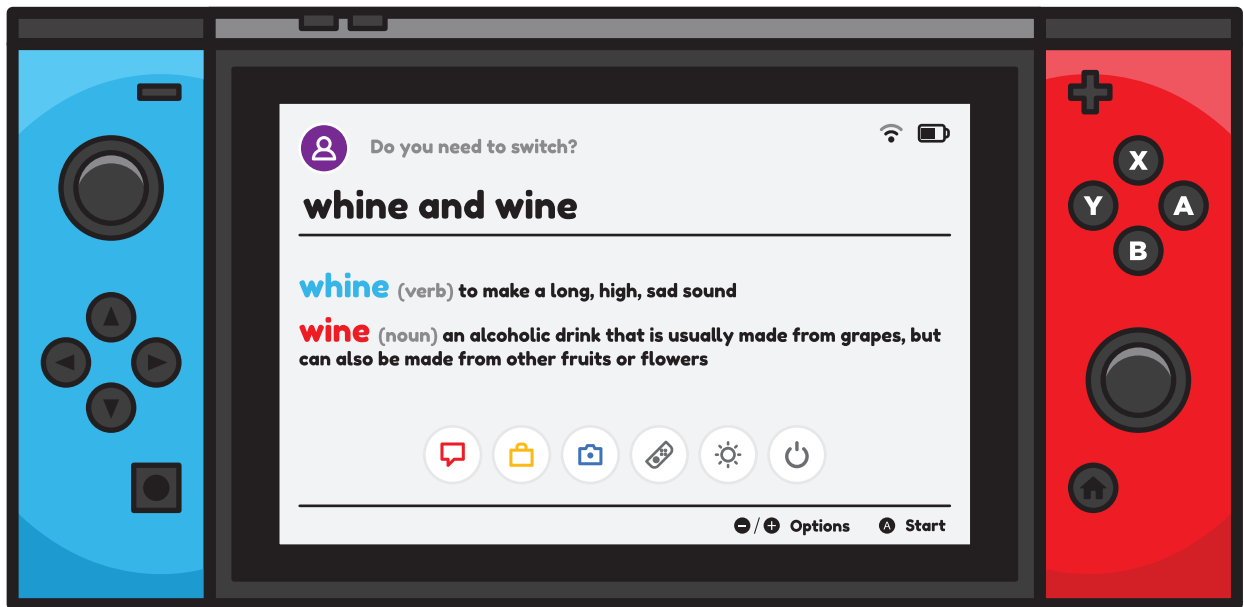 Do you need to switch?
whine and wine
whine (verb) to make a long, high, sad sound
wine (noun) an alcoholic drink that is usually made from grapes, but
can also be made from other fruits or flowers
X
Y A
B
/ Options A Start